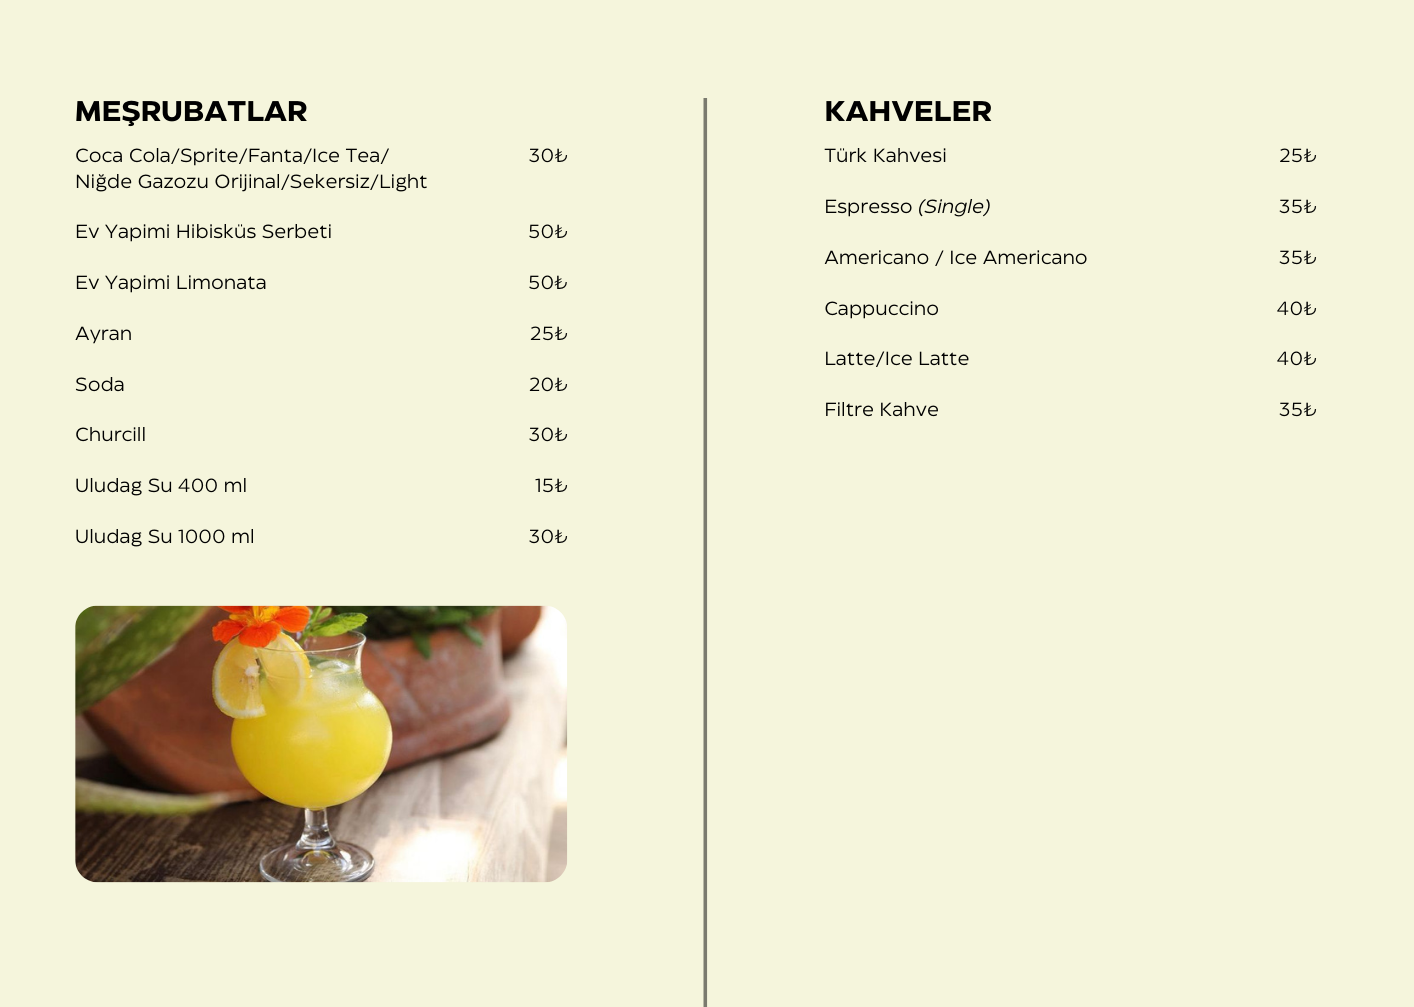 MEŞRUBATLAR
Coca Cola/Sprite/Fanta/Ice Tea/ 30₺
Niğde Gazozu Orijinal/Sekersiz/Light
Ev Yapimi Hibisküs Serbeti 50₺
Ev Yapimi Limonata 50₺
Ayran 25₺
Soda 20₺
Churcill 30₺
Uludag Su 400 ml 15₺
Uludag Su 1000 ml 30₺
KAHVELER
Türk Kahvesi 25₺
Espresso (Single) 35₺
Americano / Ice Americano 35₺
Cappuccino 40₺
Latte/Ice Latte 40₺
Filtre Kahve 35₺